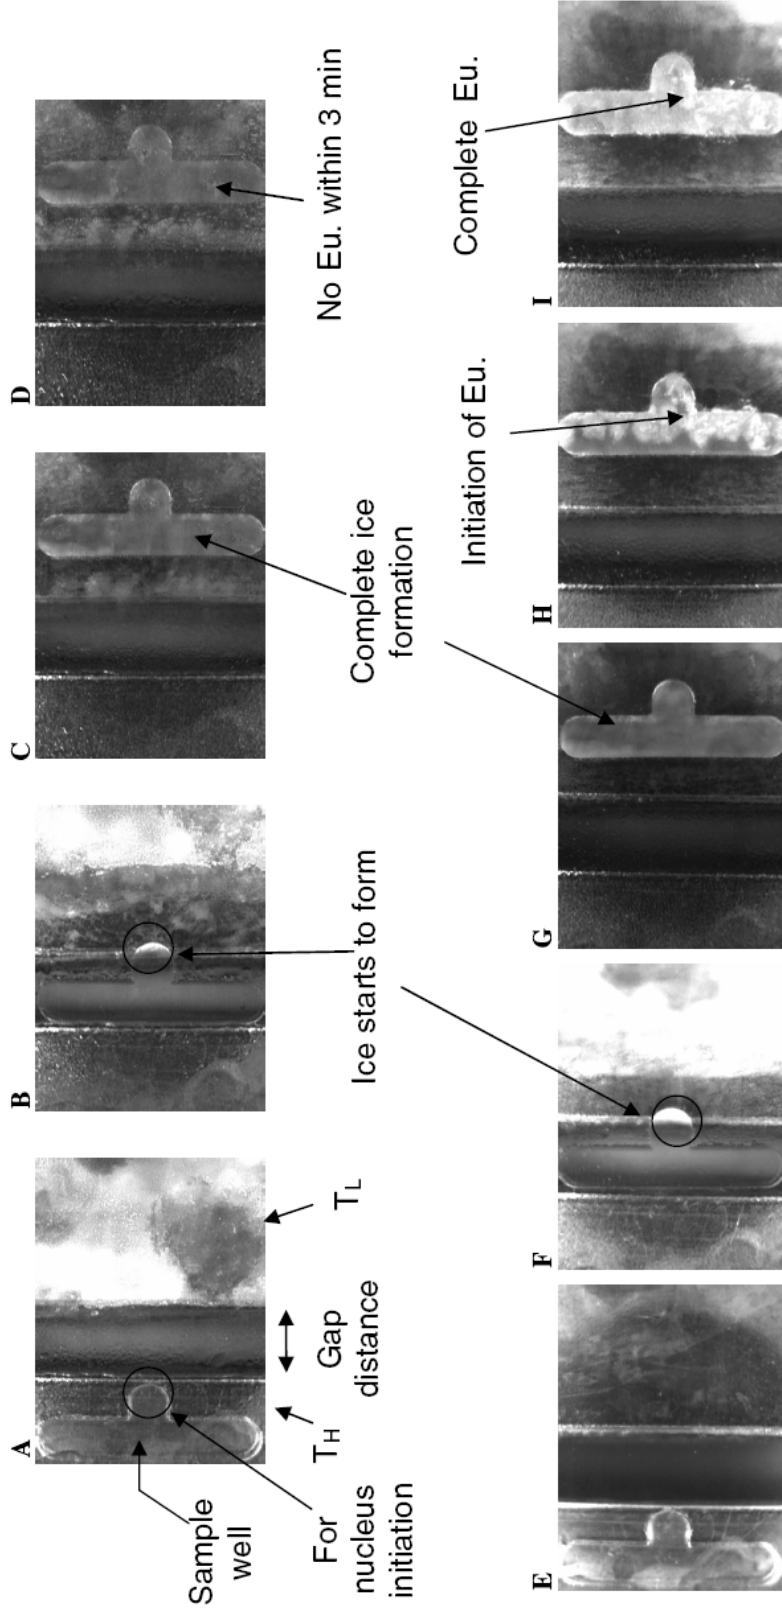 A
B
C
D
Sample
well
For
nucleus
initiation
T_H
Gap
distance
T_L
Ice starts to form
Complete ice
formation
No Eu. within 3 min
E
F
G
H
I
Initiation of Eu.
Complete Eu.